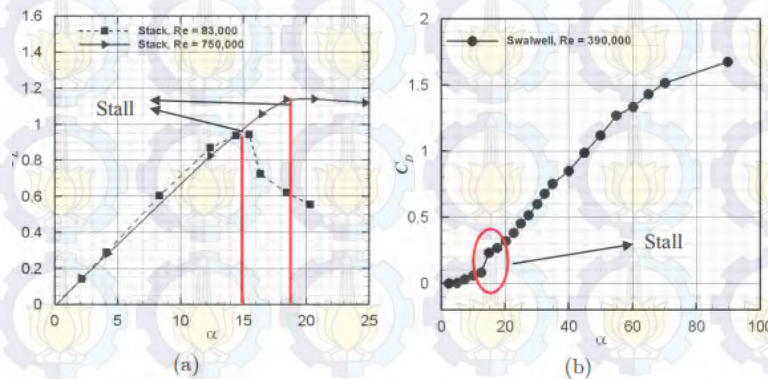 Stack, Re = 83,000
Stack, Re = 750,000
Stall
1.6
1.4
1.2
1
0.8
0.6
0.4
0.2
0
0 5 10 15 20 25
α
(a)
Swalwell, Re = 390,000
Stall
C_D
2
1.5
1
0.5
0
0 20 40 60 80 100
α
(b)